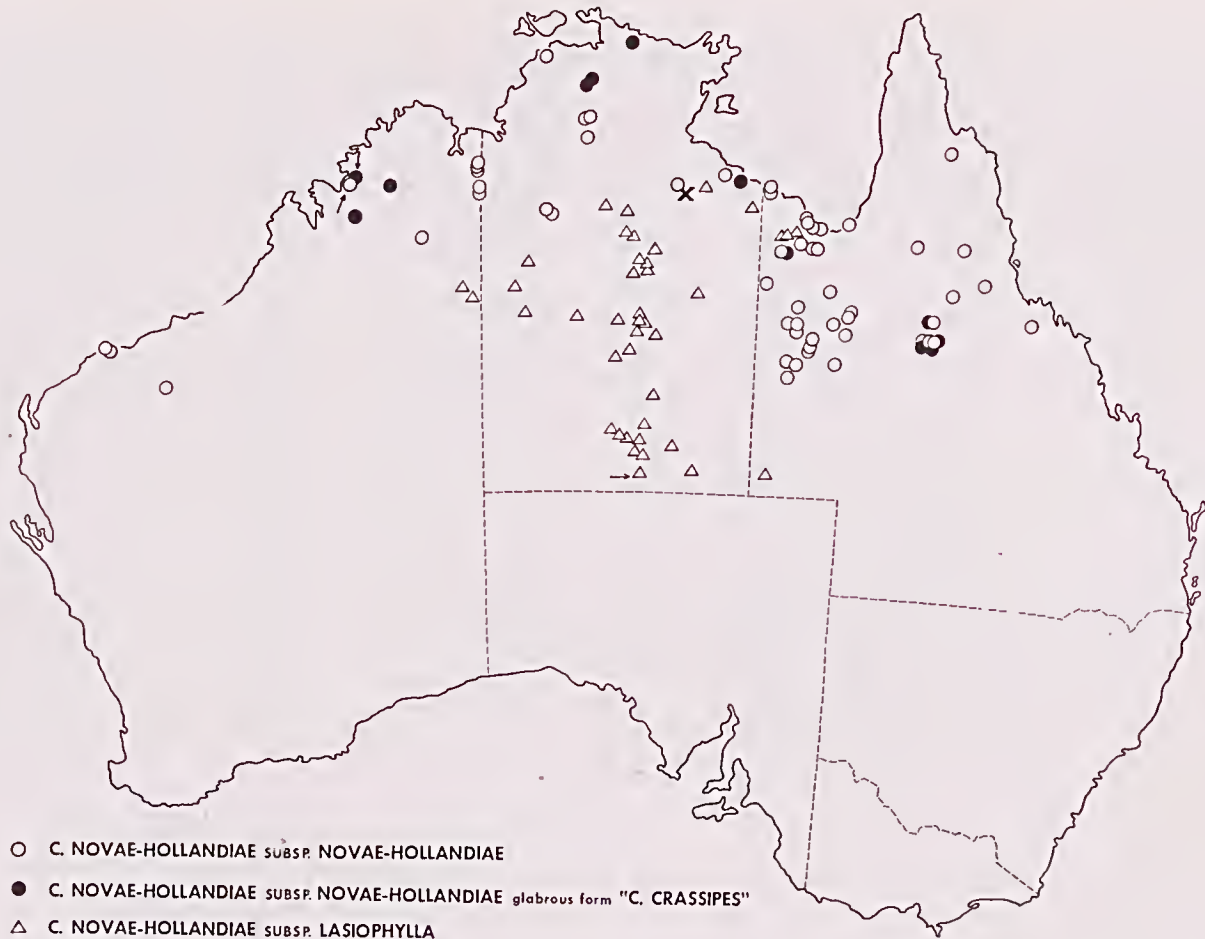 ○ C. NOVAE-HOLLANDIAE SUBSP. NOVAE-HOLLANDIAE
● C. NOVAE-HOLLANDIAE SUBSP. NOVAE-HOLLANDIAE glabrous form "C. CRASSIPES"
△ C. NOVAE-HOLLANDIAE SUBSP. LASIOPHYLLA